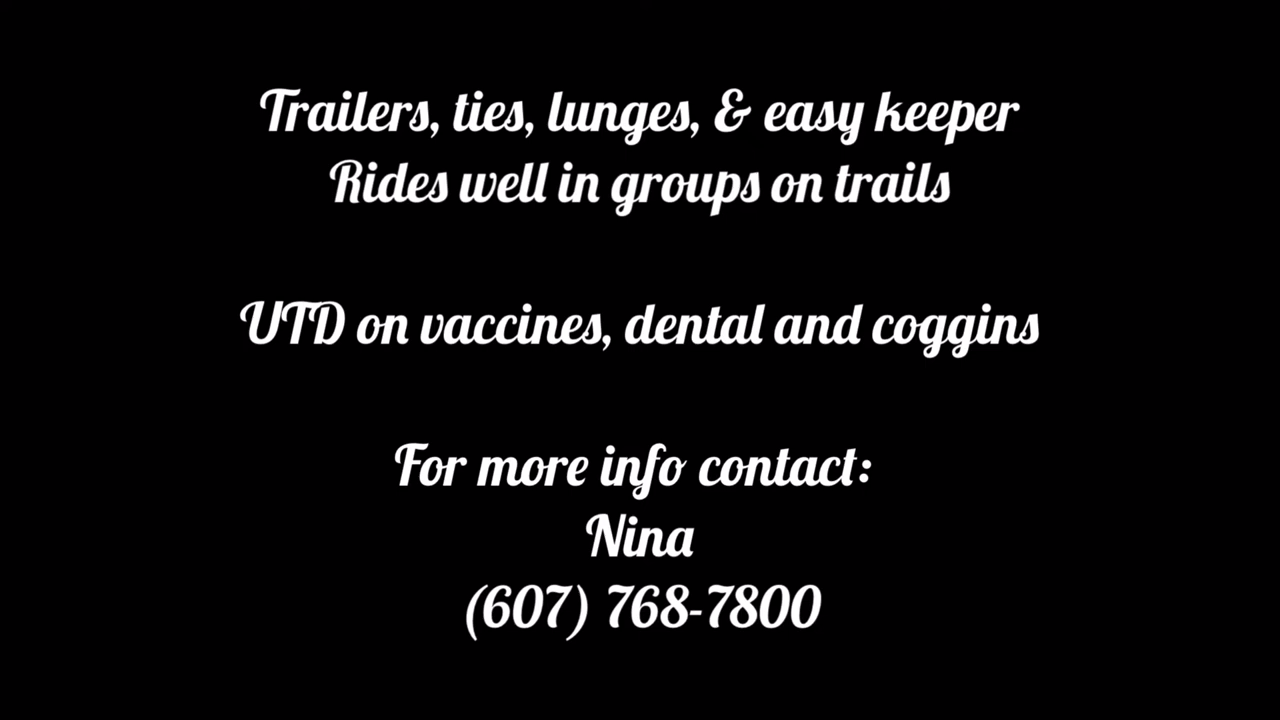 Trailers, ties, lunges, & easy keeper
Rides well in groups on trails
UTD on vaccines, dental and coggins
For more info contact:
Nina
(607) 768-7800